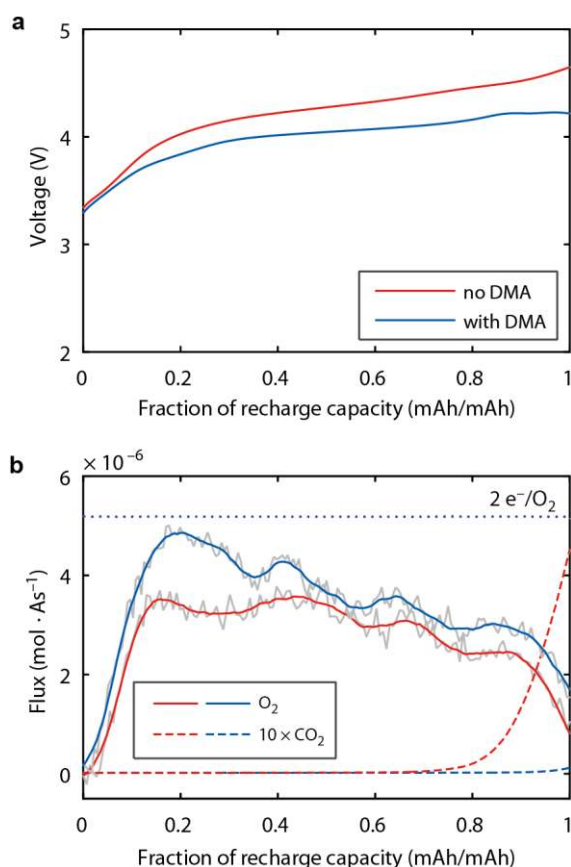 a
5
4
3
2
Voltage (V)
no DMA
with DMA
0 0.2 0.4 0.6 0.8 1
Fraction of recharge capacity (mAh/mAh)
b
× 10⁻⁶
6
4
2
0
Flux (mol · As⁻¹)
2 e⁻/O₂
O₂
10 × CO₂
0 0.2 0.4 0.6 0.8 1
Fraction of recharge capacity (mAh/mAh)